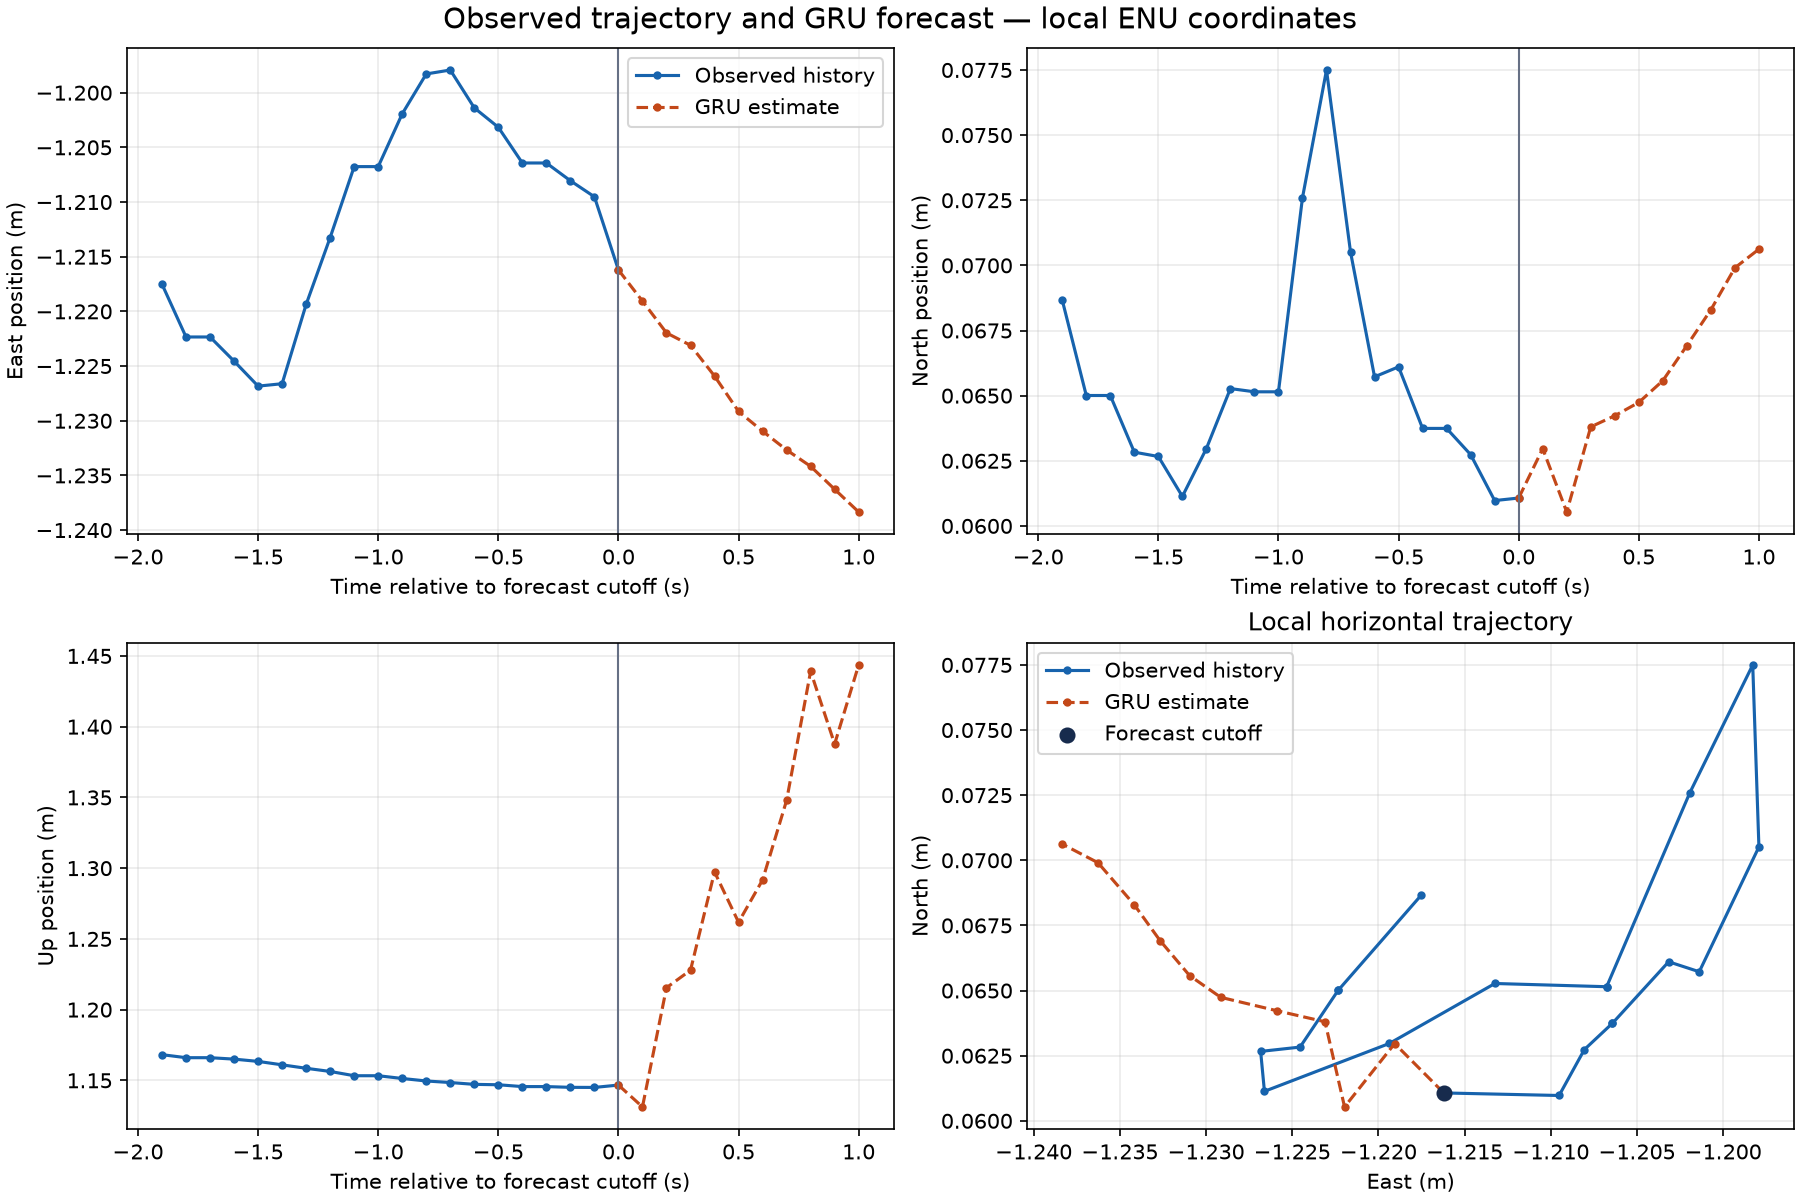 Observed trajectory and GRU forecast — local ENU coordinates
Observed history
GRU estimate
East position (m)
−1.200
−1.205
−1.210
−1.215
−1.220
−1.225
−1.230
−1.235
−1.240
−2.0 −1.5 −1.0 −0.5 0.0 0.5 1.0
Time relative to forecast cutoff (s)
North position (m)
0.0775
0.0750
0.0725
0.0700
0.0675
0.0650
0.0625
0.0600
−2.0 −1.5 −1.0 −0.5 0.0 0.5 1.0
Time relative to forecast cutoff (s)
Up position (m)
1.45
1.40
1.35
1.30
1.25
1.20
1.15
−2.0 −1.5 −1.0 −0.5 0.0 0.5 1.0
Time relative to forecast cutoff (s)
Local horizontal trajectory
Observed history
GRU estimate
Forecast cutoff
North (m)
0.0775
0.0750
0.0725
0.0700
0.0675
0.0650
0.0625
0.0600
−1.240 −1.235 −1.230 −1.225 −1.220 −1.215 −1.210 −1.205 −1.200
East (m)